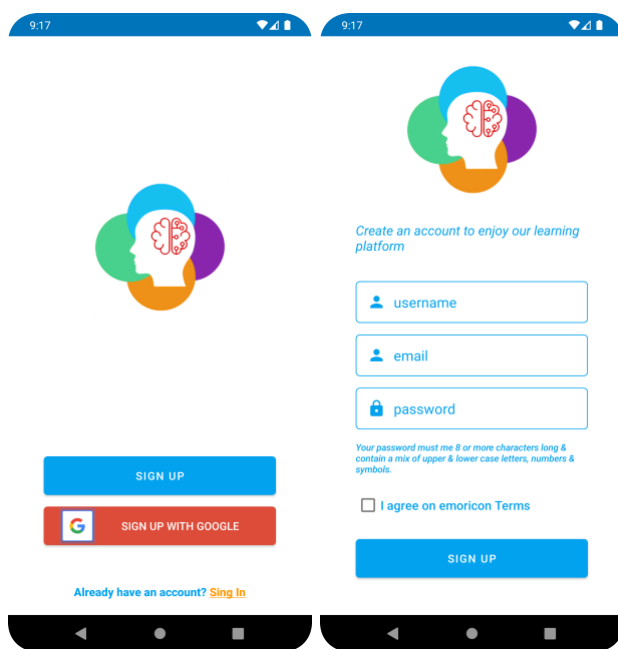 9:17
SIGN UP
SIGN UP WITH GOOGLE
Already have an account? Sing In
9:17
Create an account to enjoy our learning
platform
username
email
password
Your password must me 8 or more characters long &
contain a mix of upper & lower case letters, numbers &
symbols.
I agree on emoricon Terms
SIGN UP